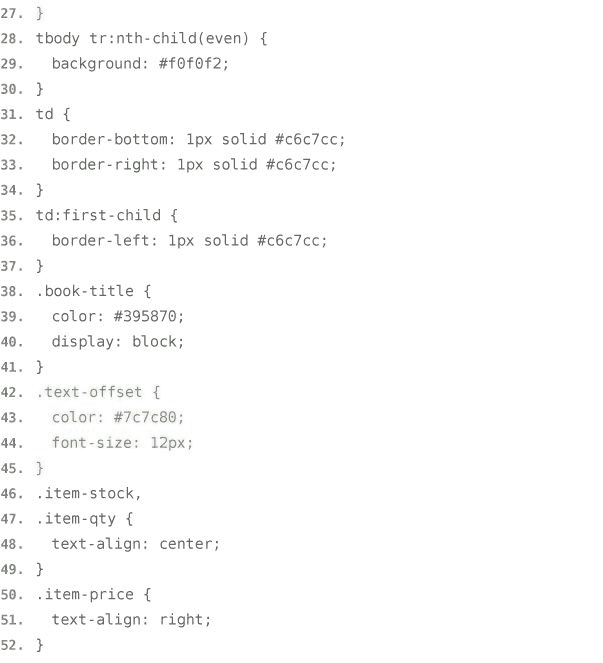 27. }
28. tbody tr:nth-child(even) {
29.   background: #f0f0f2;
30. }
31. td {
32.   border-bottom: 1px solid #c6c7cc;
33.   border-right: 1px solid #c6c7cc;
34. }
35. td:first-child {
36.   border-left: 1px solid #c6c7cc;
37. }
38. .book-title {
39.   color: #395870;
40.   display: block;
41. }
42. .text-offset {
43.   color: #7c7c80;
44.   font-size: 12px;
45. }
46. .item-stock,
47. .item-qty {
48.   text-align: center;
49. }
50. .item-price {
51.   text-align: right;
52. }